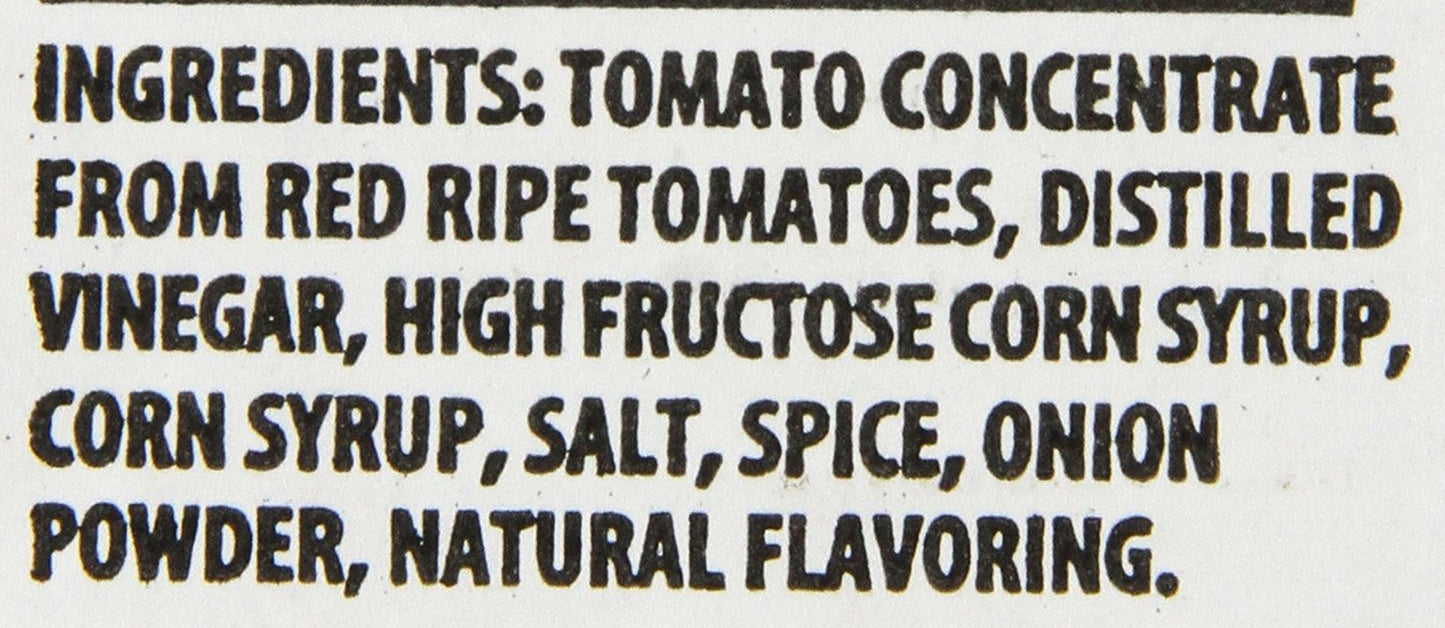 INGREDIENTS: TOMATO CONCENTRATE
FROM RED RIPE TOMATOES, DISTILLED
VINEGAR, HIGH FRUCTOSE CORN SYRUP,
CORN SYRUP, SALT, SPICE, ONION
POWDER, NATURAL FLAVORING.